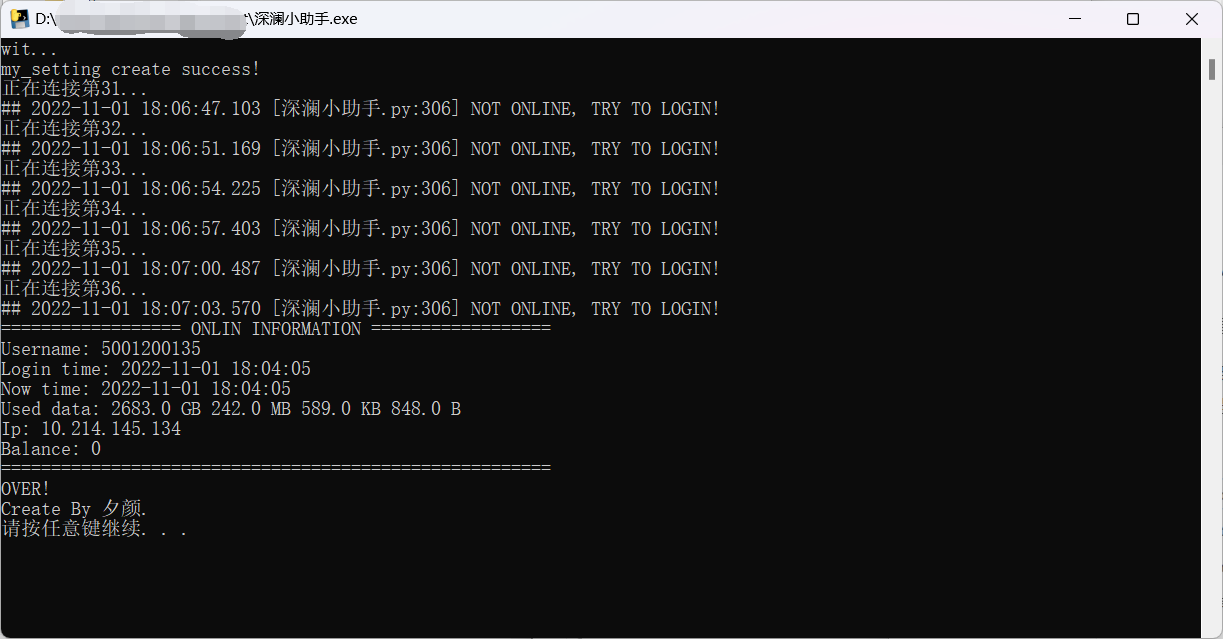 D:\ t\深澜小助手.exe
wit...
my_setting create success!
正在连接第31...
## 2022-11-01 18:06:47.103 [深澜小助手.py:306] NOT ONLINE, TRY TO LOGIN!
正在连接第32...
## 2022-11-01 18:06:51.169 [深澜小助手.py:306] NOT ONLINE, TRY TO LOGIN!
正在连接第33...
## 2022-11-01 18:06:54.225 [深澜小助手.py:306] NOT ONLINE, TRY TO LOGIN!
正在连接第34...
## 2022-11-01 18:06:57.403 [深澜小助手.py:306] NOT ONLINE, TRY TO LOGIN!
正在连接第35...
## 2022-11-01 18:07:00.487 [深澜小助手.py:306] NOT ONLINE, TRY TO LOGIN!
正在连接第36...
## 2022-11-01 18:07:03.570 [深澜小助手.py:306] NOT ONLINE, TRY TO LOGIN!
================== ONLIN INFORMATION ==================
Username: 5001200135
Login time: 2022-11-01 18:04:05
Now time: 2022-11-01 18:04:05
Used data: 2683.0 GB 242.0 MB 589.0 KB 848.0 B
Ip: 10.214.145.134
Balance: 0
=======================================================
OVER!
Create By 夕颜.
请按任意键继续. . .